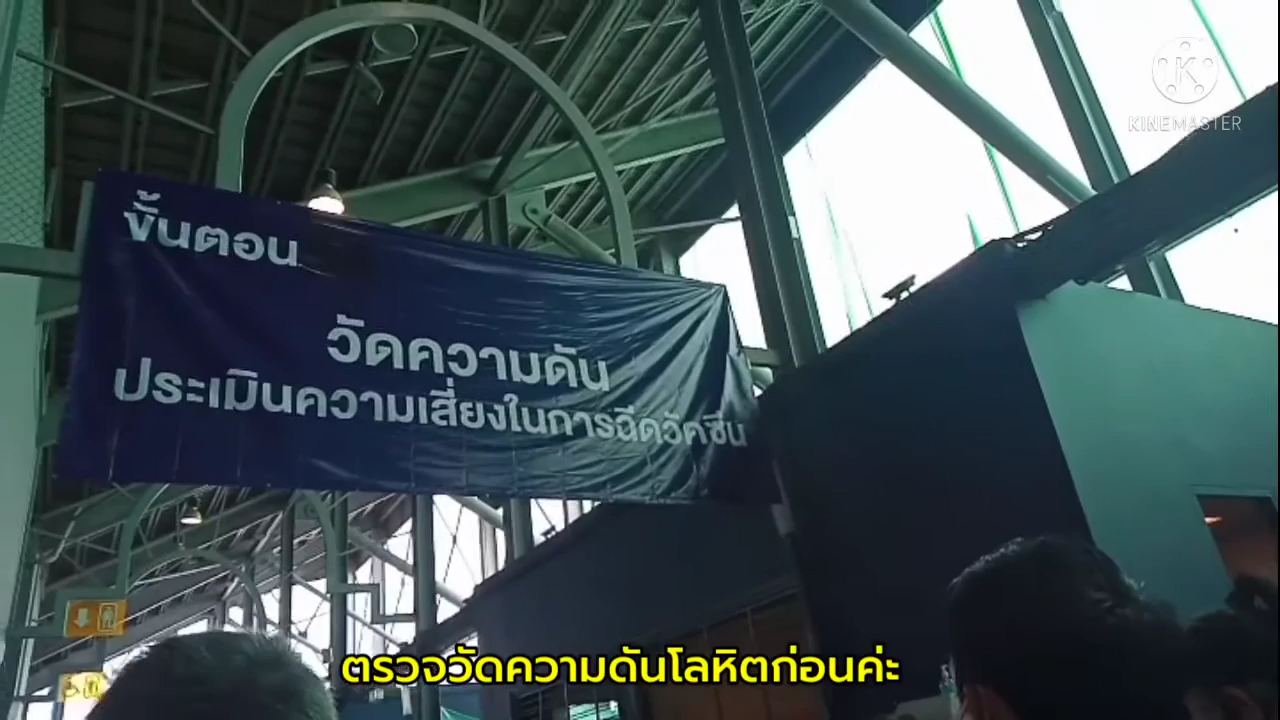 KINEMASTER
ขั้นตอน
วัดความดัน
ประเมินความเสี่ยงในการฉีดวัคซีน
ตรวจวัดความดันโลหิตก่อนค่ะ